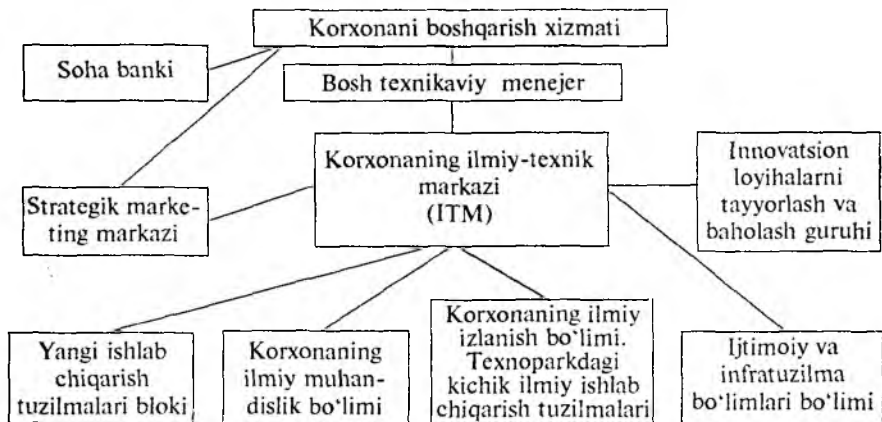 Korxonani boshqarish xizmati
Soha banki
Bosh texnikaviy menejer
Korxonaning ilmiy-texnik
markazi
(ITM)
Innovatsion
loyihalarni
tayyorlash va
baholash guruhi
Strategik marke-
ting markazi
Yangi ishlab
chiqarish
tuzilmalari bloki
Korxonaning
ilmiy muhan-
dislik bo‘limi
Korxonaning ilmiy
izlanish bo‘limi.
Texnoparkdagi
kichik ilmiy ishlab
chiqarish tuzilmalari
Ijtimoiy va
infratuzilma
bo‘limlari bo‘limi